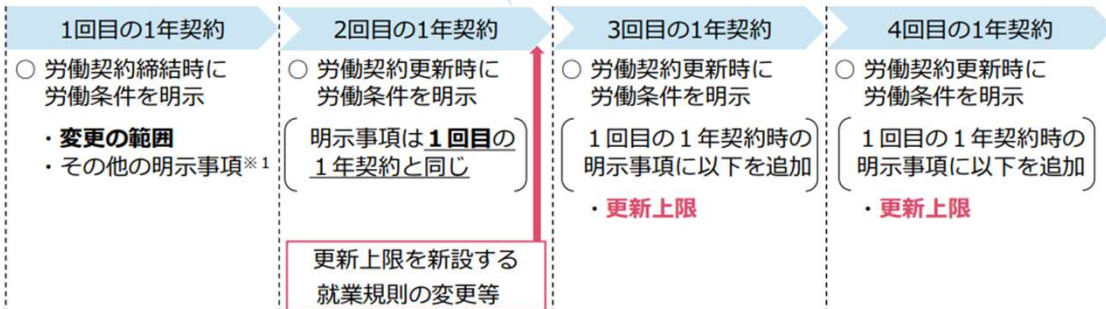 1回目の1年契約
○ 労働契約締結時に
労働条件を明示
・変更の範囲
・その他の明示事項※1
2回目の1年契約
○ 労働契約更新時に
労働条件を明示
明示事項は1回目の
1年契約と同じ
更新上限を新設する
就業規則の変更等
3回目の1年契約
○ 労働契約更新時に
労働条件を明示
1回目の1年契約時の
明示事項に以下を追加
・更新上限
4回目の1年契約
○ 労働契約更新時に
労働条件を明示
1回目の1年契約時の
明示事項に以下を追加
・更新上限